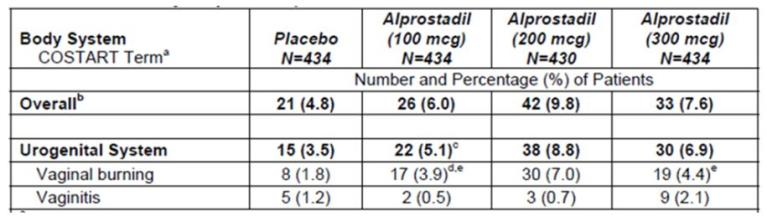 Body System
COSTART Termᵃ
Placebo
N=434
Alprostadil
(100 mcg)
N=434
Alprostadil
(200 mcg)
N=430
Alprostadil
(300 mcg)
N=434
Number and Percentage (%) of Patients
Overallᵇ 21 (4.8) 26 (6.0) 42 (9.8) 33 (7.6)
Urogenital System 15 (3.5) 22 (5.1)ᶜ 38 (8.8) 30 (6.9)
Vaginal burning 8 (1.8) 17 (3.9)ᵈ,ᵉ 30 (7.0) 19 (4.4)ᵉ
Vaginitis 5 (1.2) 2 (0.5) 3 (0.7) 9 (2.1)